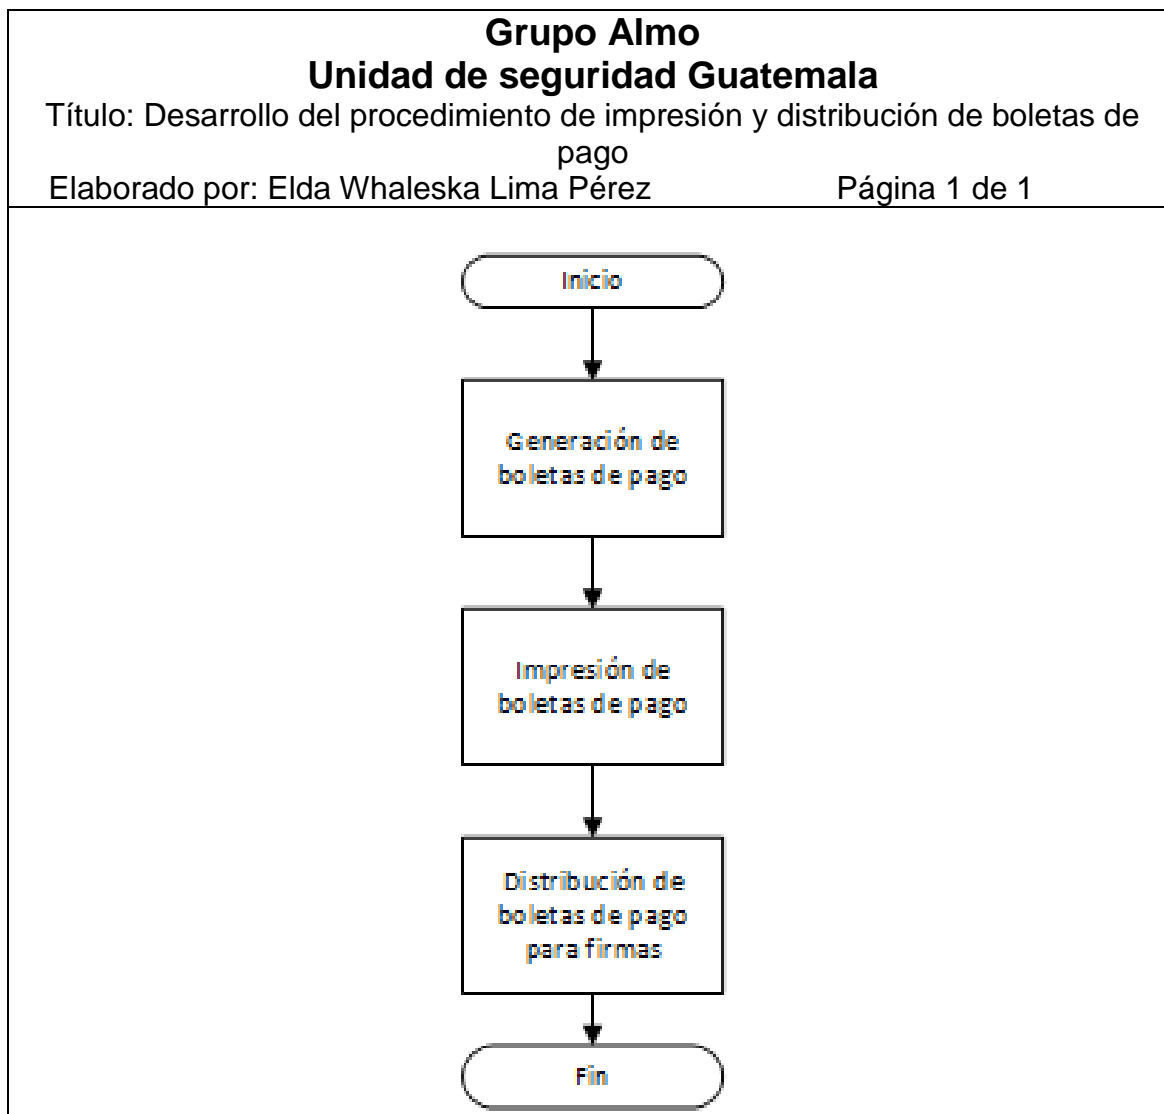 Grupo Almo
Unidad de seguridad Guatemala
Título: Desarrollo del procedimiento de impresión y distribución de boletas de
pago
Elaborado por: Elda Whaleska Lima Pérez Página 1 de 1
Inicio
Generación de
boletas de pago
Impresión de
boletas de pago
Distribución de
boletas de pago
para firmas
Fin